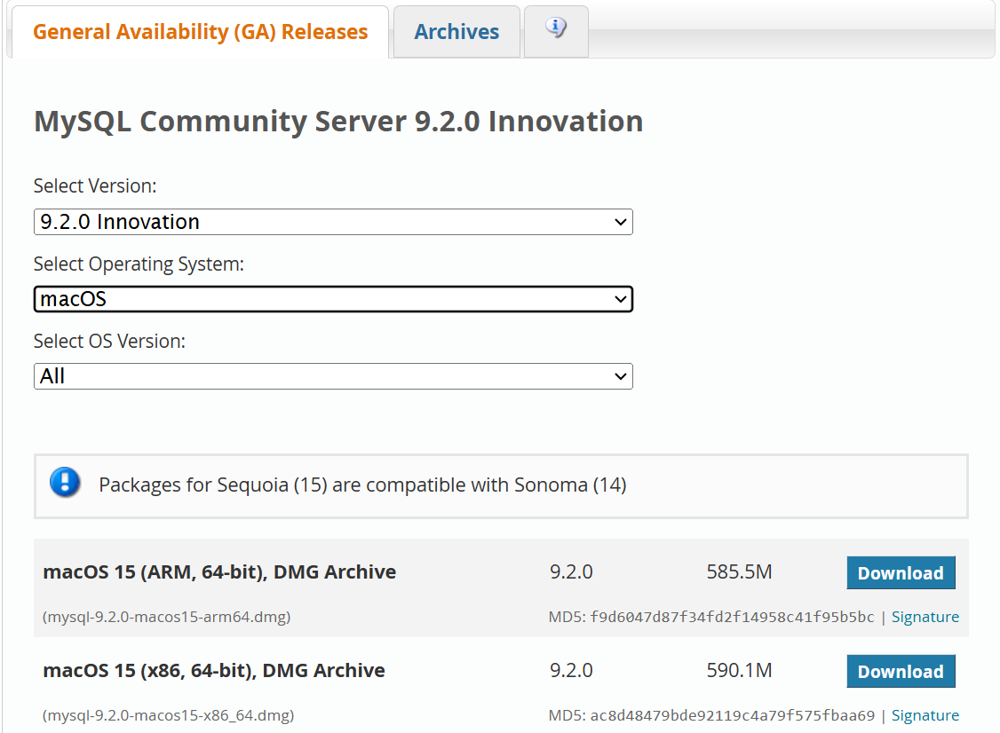 General Availability (GA) Releases Archives
MySQL Community Server 9.2.0 Innovation
Select Version:
9.2.0 Innovation
Select Operating System:
macOS
Select OS Version:
All
Packages for Sequoia (15) are compatible with Sonoma (14)
macOS 15 (ARM, 64-bit), DMG Archive 9.2.0 585.5M Download
(mysql-9.2.0-macos15-arm64.dmg) MD5: f9d6047d87f34fd2f14958c41f95b5bc | Signature
macOS 15 (x86, 64-bit), DMG Archive 9.2.0 590.1M Download
(mysql-9.2.0-macos15-x86_64.dmg) MD5: ac8d48479bde92119c4a79f575fbaa69 | Signature